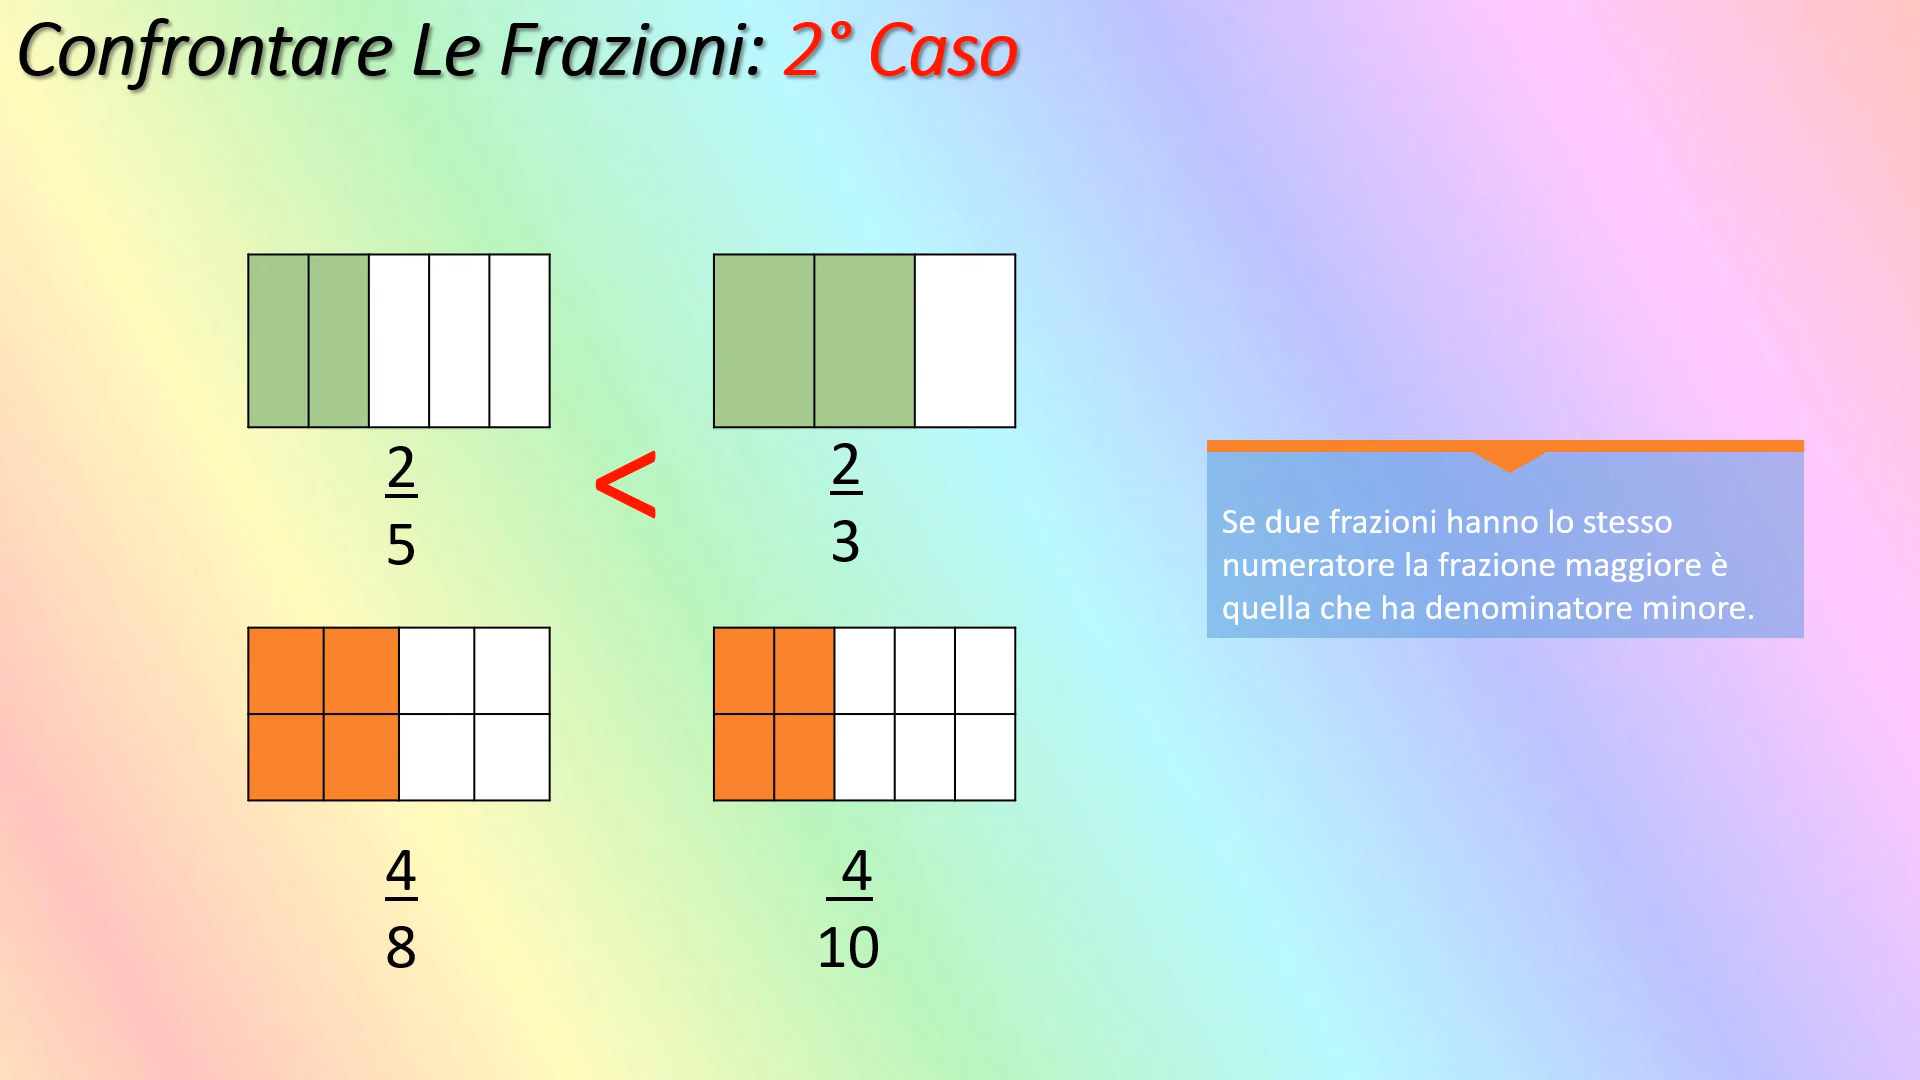 Confrontare Le Frazioni: 2° Caso
2
5
<
2
3
Se due frazioni hanno lo stesso
numeratore la frazione maggiore è
quella che ha denominatore minore.
4
8
4
10